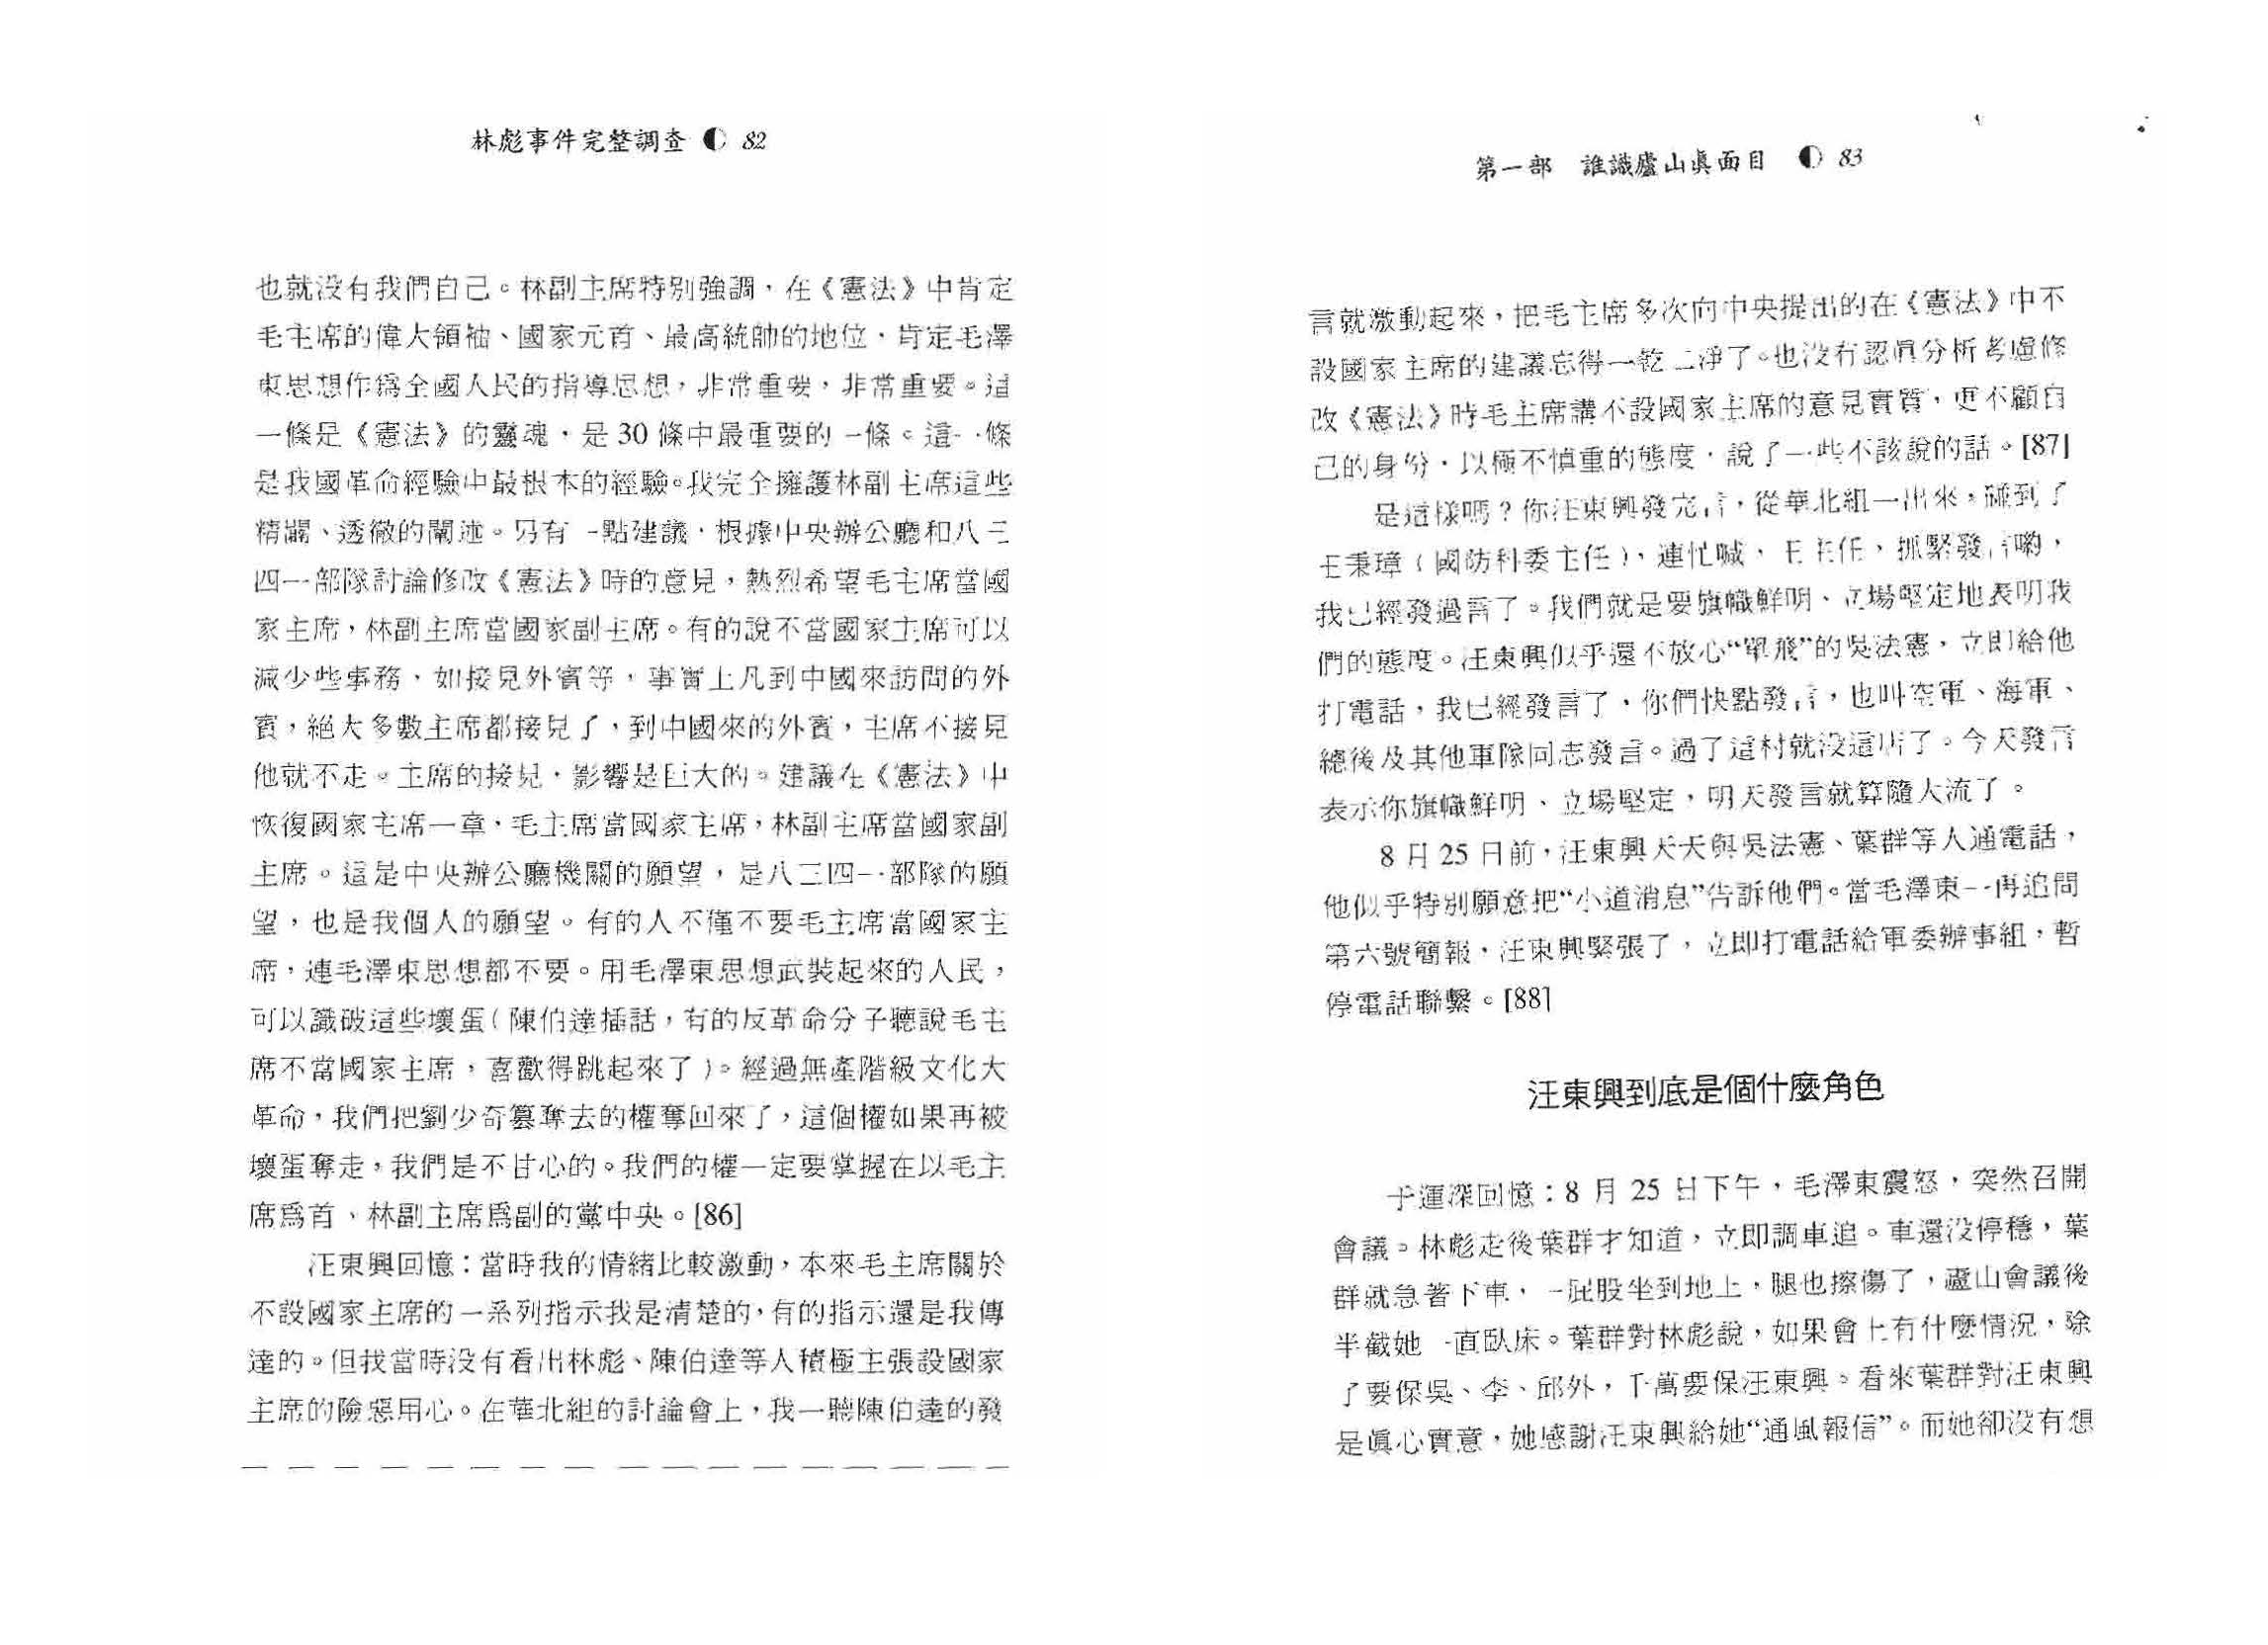 林彪事件完整調查 82
也就没有我們自己。林副主席特別強調，在《憲法》中肯定
毛主席的偉大領袖、國家元首、最高統帥的地位，肯定毛澤
東思想作爲全國人民的指導思想，非常重要，非常重要。這
一條是《憲法》的靈魂，是30條中最重要的一條。這一條
是我國革命經驗中最根本的經驗。我完全擁護林副主席這些
精闢、透徹的闡述。另有一點建議，根據中央辦公廳和八三
四一部隊討論修改《憲法》時的意見，熱烈希望毛主席當國
家主席，林副主席當國家副主席。有的說不當國家主席可以
減少些事務，如接見外賓等，事實上凡到中國來訪問的外
賓，絕大多數主席都接見了，到中國來的外賓，主席不接見
他就不走。主席的接見，影響是巨大的。建議在《憲法》中
恢復國家主席一章，毛主席當國家主席，林副主席當國家副
主席。這是中央辦公廳機關的願望，是八三四一部隊的願
望，也是我個人的願望。有的人不僅不要毛主席當國家主
席，連毛澤東思想都不要。用毛澤東思想武裝起來的人民，
可以識破這些壞蛋(陳伯達插話，有的反革命分子聽說毛主
席不當國家主席，喜歡得跳起來了)。經過無產階級文化大
革命，我們把劉少奇篡奪去的權奪回來了，這個權如果再被
壞蛋奪走，我們是不甘心的。我們的權一定要掌握在以毛主
席爲首、林副主席爲副的黨中央。[86]
汪東興回憶：當時我的情緒比較激動，本來毛主席關於
不設國家主席的一系列指示我是清楚的，有的指示還是我傳
達的。但我當時没有看出林彪、陳伯達等人積極主張設國家
主席的險惡用心。在華北組的討論會上，我一聽陳伯達的發
第一部 誰識廬山眞面目 83
言就激動起來，把毛主席多次向中央提出的在《憲法》中不
設國家主席的建議忘得一乾二淨了。也没有認眞分析考慮修
改《憲法》時毛主席講不設國家主席的意見實質，更不顧自
己的身份，以極不慎重的態度，說了一些不該說的話。[87]
是這樣嗎？你汪東興發完言，從華北組一出來，碰到了
王秉璋(國防科委主任)，連忙喊，王主任，抓緊發言喲，
我已經發過言了。我們就是要旗幟鮮明、立場堅定地表明我
們的態度。汪東興似乎還不放心“單飛”的吳法憲，立即給他
打電話，我已經發言了，你們快點發言，也叫空軍、海軍、
總後及其他軍隊同志發言。過了這村就没這店了。今天發言
表示你旗幟鮮明、立場堅定，明天發言就算隨大流了。
8月25日前，汪東興天天與吳法憲、葉群等人通電話，
他似乎特別願意把“小道消息”告訴他們。當毛澤東一再追問
第六號簡報，汪東興緊張了，立即打電話給軍委辦事組，暫
停電話聯繫。[88]
汪東興到底是個什麼角色
于運深回憶：8月25日下午，毛澤東震怒，突然召開
會議。林彪走後葉群才知道，立即調車追。車還没停穩，葉
群就急著下車，一屁股坐到地上，腿也擦傷了，廬山會議後
半截她一直臥床。葉群對林彪說，如果會上有什麼情況，除
了要保吳、李、邱外，千萬要保汪東興。看來葉群對汪東興
是眞心實意，她感謝汪東興給她“通風報信”。而她卻没有想